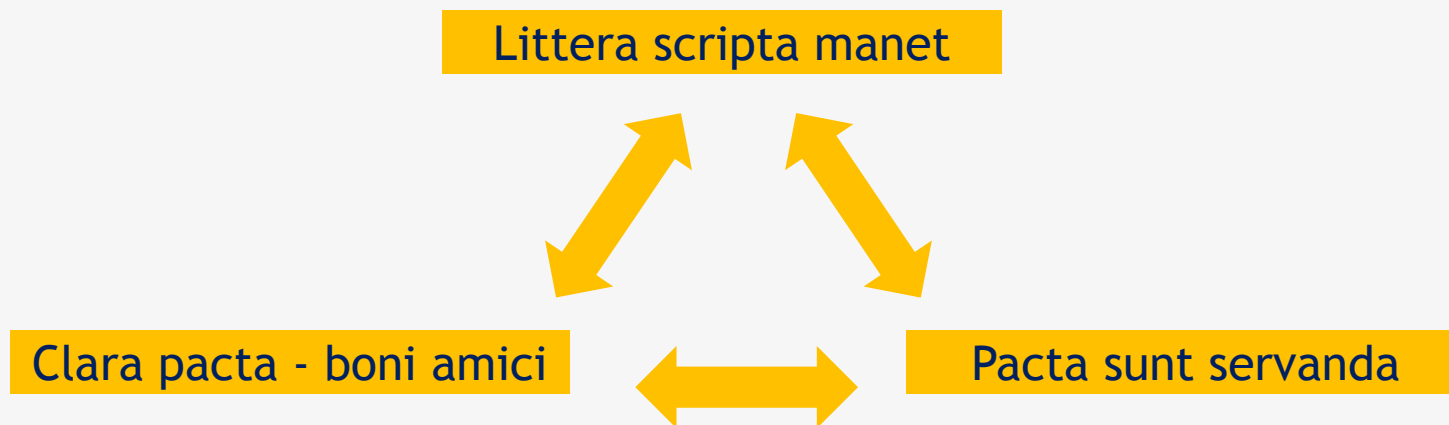 Littera scripta manet
Clara pacta - boni amici
Pacta sunt servanda